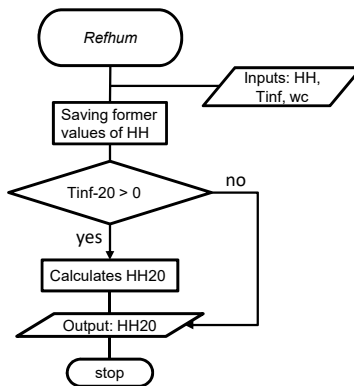 Refhum
Inputs: HH,
Tinf, wc
Saving former
values of HH
Tinf-20 > 0
no
yes
Calculates HH20
Output: HH20
stop